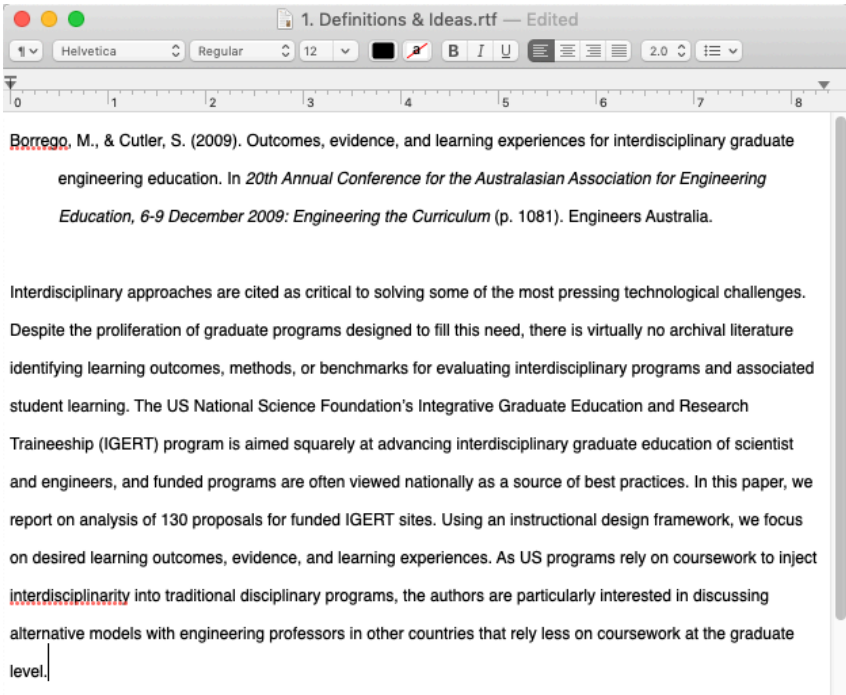 1. Definitions & Ideas.rtf — Edited
¶ Helvetica Regular 12 a B I U 2.0
0 1 2 3 4 5 6 7 8
Borrego, M., & Cutler, S. (2009). Outcomes, evidence, and learning experiences for interdisciplinary graduate
engineering education. In 20th Annual Conference for the Australasian Association for Engineering
Education, 6-9 December 2009: Engineering the Curriculum (p. 1081). Engineers Australia.
Interdisciplinary approaches are cited as critical to solving some of the most pressing technological challenges.
Despite the proliferation of graduate programs designed to fill this need, there is virtually no archival literature
identifying learning outcomes, methods, or benchmarks for evaluating interdisciplinary programs and associated
student learning. The US National Science Foundation's Integrative Graduate Education and Research
Traineeship (IGERT) program is aimed squarely at advancing interdisciplinary graduate education of scientist
and engineers, and funded programs are often viewed nationally as a source of best practices. In this paper, we
report on analysis of 130 proposals for funded IGERT sites. Using an instructional design framework, we focus
on desired learning outcomes, evidence, and learning experiences. As US programs rely on coursework to inject
interdisciplinarity into traditional disciplinary programs, the authors are particularly interested in discussing
alternative models with engineering professors in other countries that rely less on coursework at the graduate
level.